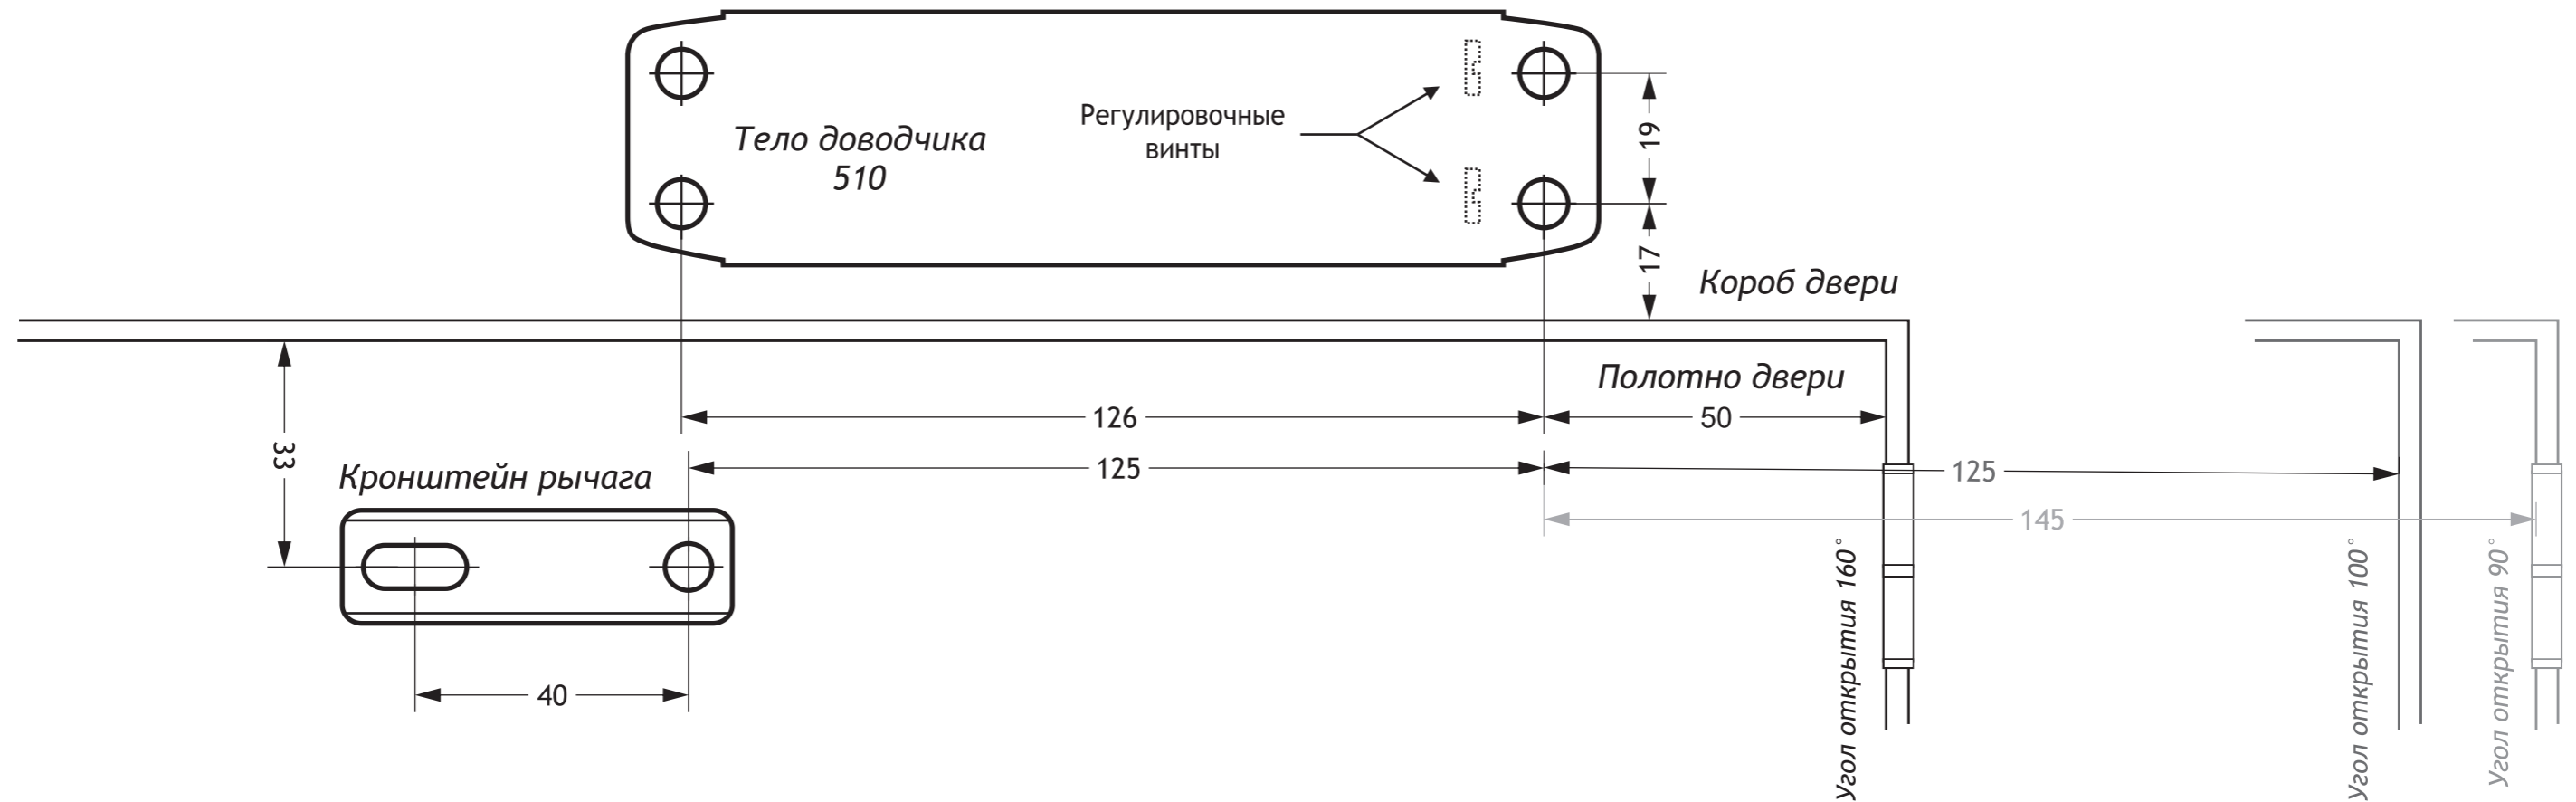 Тело доводчика
510
Регулировочные
винты
19
17
Короб двери
Полотно двери
126
50
33
125
125
Кронштейн рычага
145
40
Угол открытия 160°
Угол открытия 100°
Угол открытия 90°